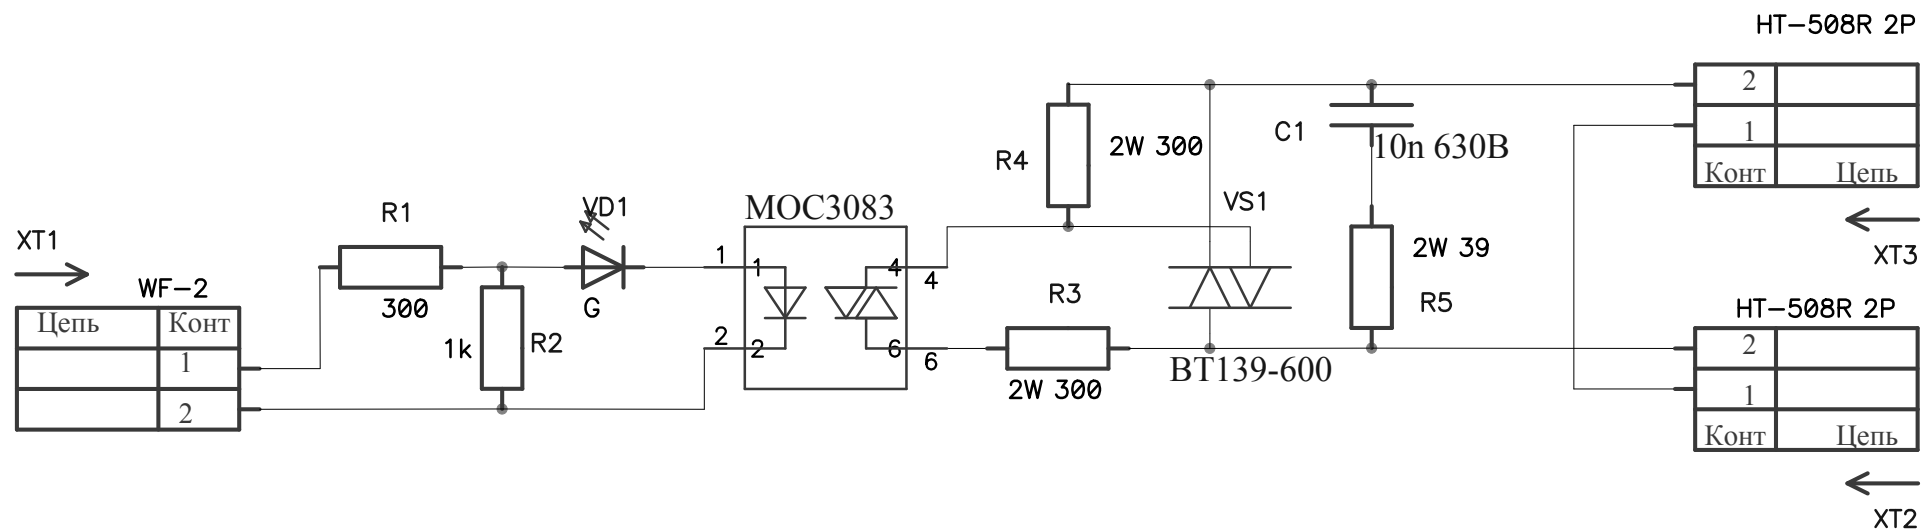 HT-508R 2P
2
1
Конт Цепь
XT3
R4
2W 300
C1
10n 630В
VS1
R1
300
VD1
G
MOC3083
1 1
4 4
2 2
6 6
XT1
WF-2
Цепь Конт
1
2
1k
R2
R3
2W 300
2W 39
R5
BT139-600
HT-508R 2P
2
1
Конт Цепь
XT2